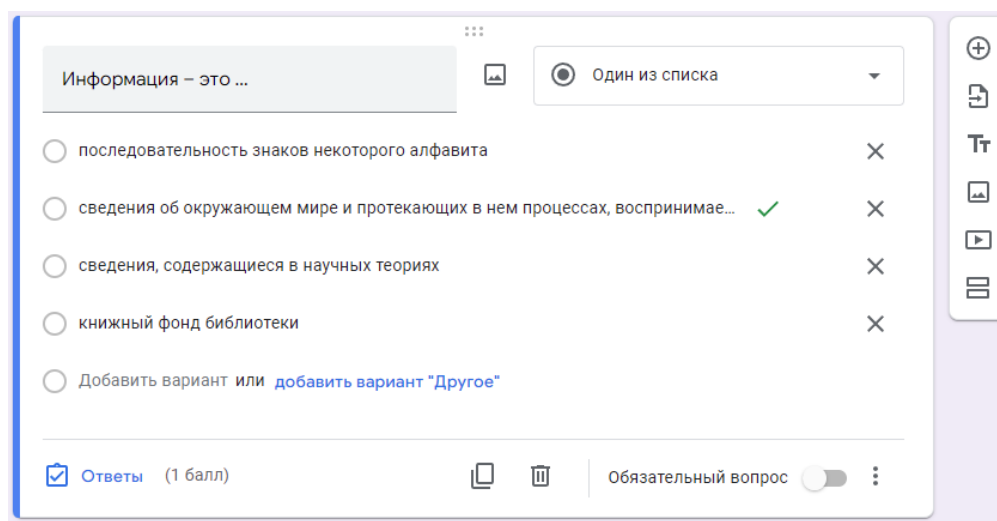 Информация – это ...
Один из списка
последовательность знаков некоторого алфавита
сведения об окружающем мире и протекающих в нем процессах, воспринимае...
сведения, содержащиеся в научных теориях
книжный фонд библиотеки
Добавить вариант или добавить вариант "Другое"
Ответы (1 балл) Обязательный вопрос
Тт